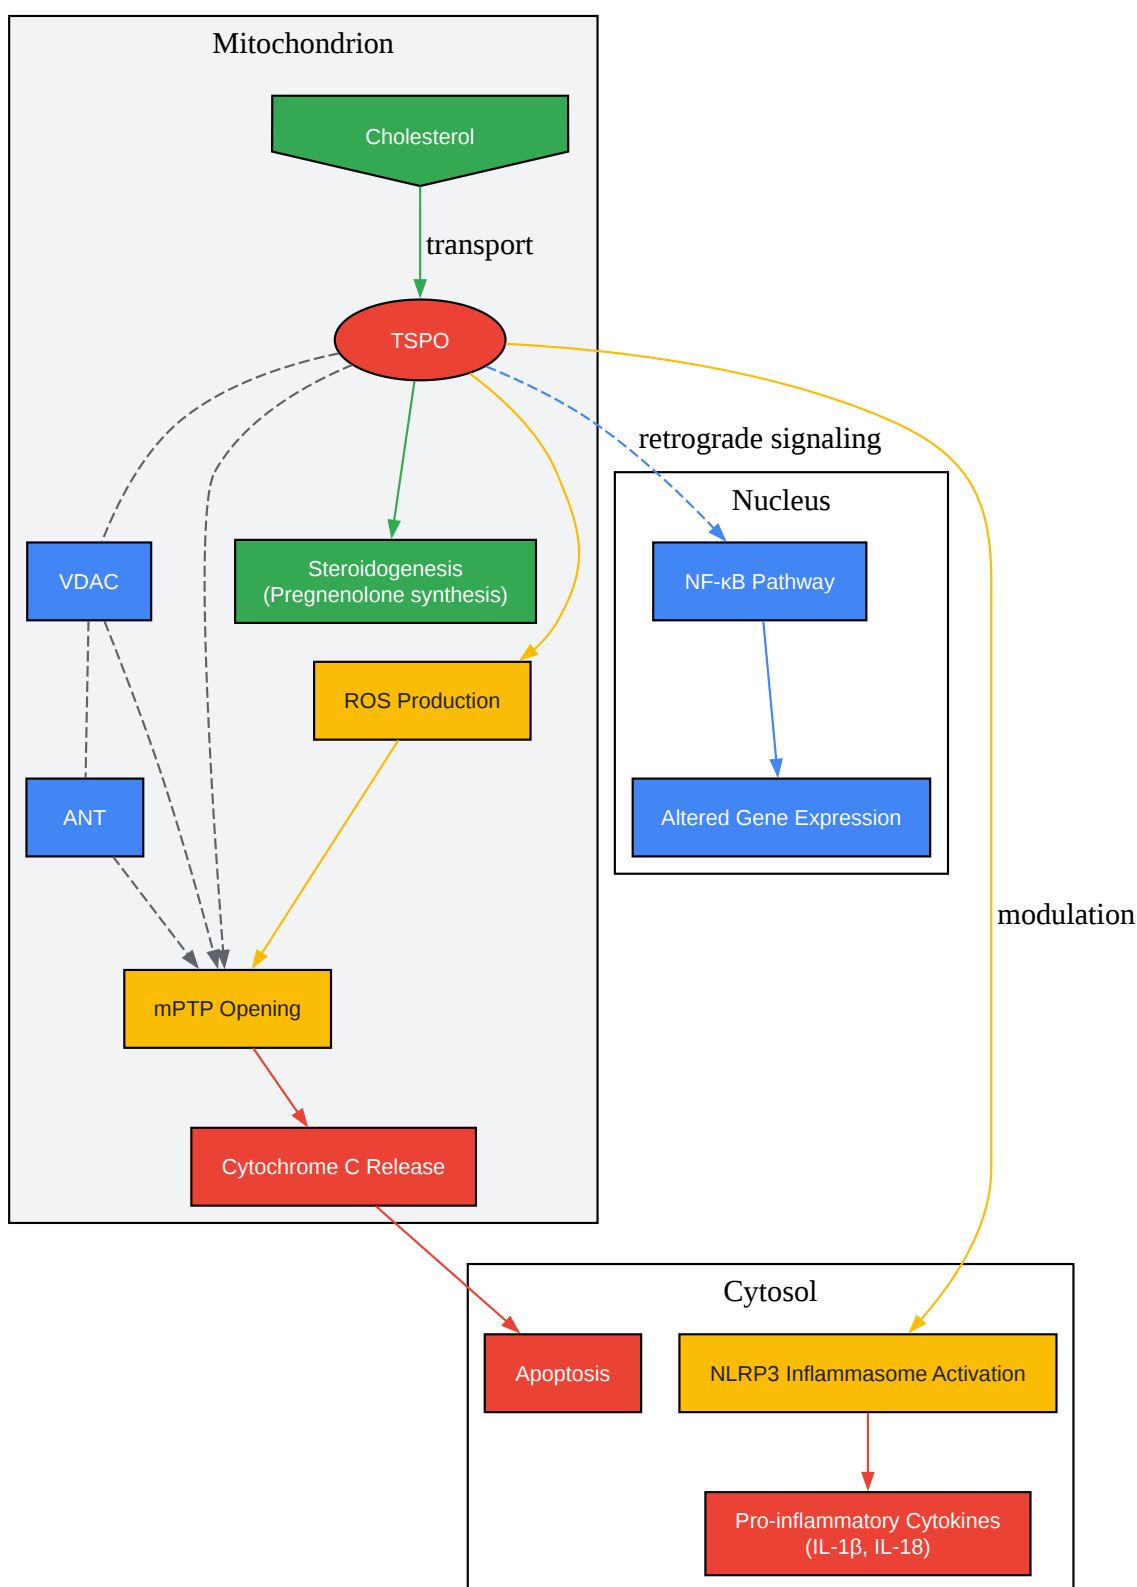 Mitochondrion
Cholesterol
transport
TSPO
retrograde signaling
Nucleus
VDAC
Steroidogenesis
(Pregnenolone synthesis)
NF-κB Pathway
ROS Production
ANT
Altered Gene Expression
modulation
mPTP Opening
Cytochrome C Release
Cytosol
Apoptosis
NLRP3 Inflammasome Activation
Pro-inflammatory Cytokines
(IL-1β, IL-18)